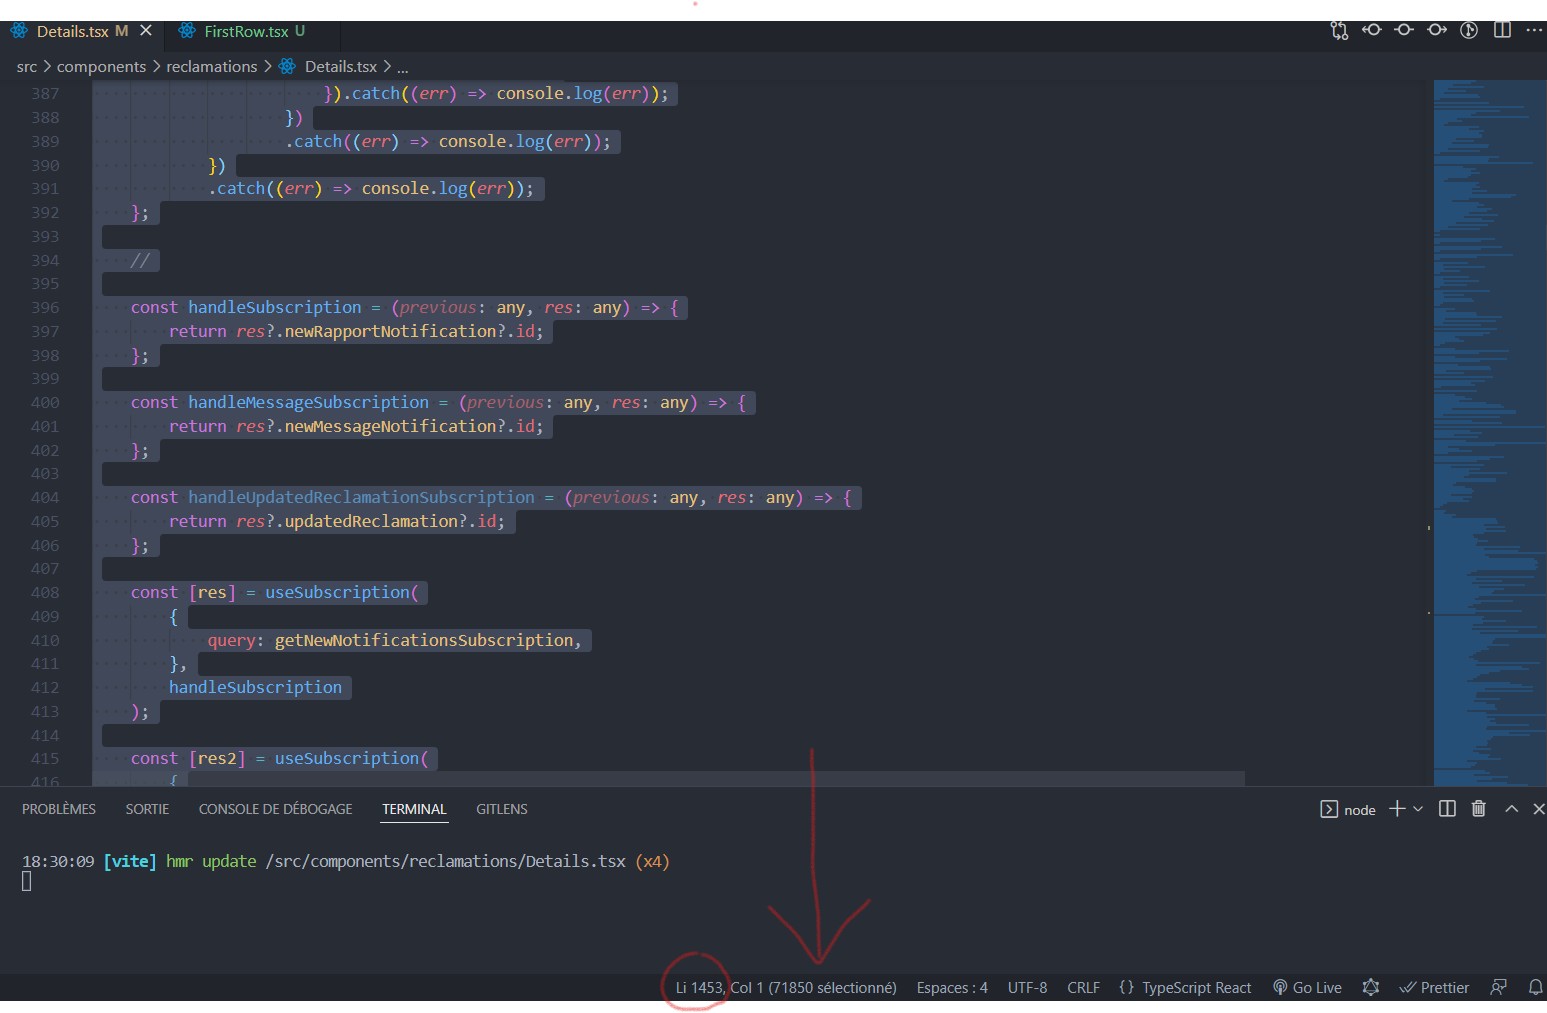 Details.tsx M FirstRow.tsx U
src > components > reclamations > Details.tsx > ...
387 }).catch((err) => console.log(err));
388 })
389 .catch((err) => console.log(err));
390 })
391 .catch((err) => console.log(err));
392 };
393
394 //
395
396 const handleSubscription = (previous: any, res: any) => {
397 return res?.newRapportNotification?.id;
398 };
399
400 const handleMessageSubscription = (previous: any, res: any) => {
401 return res?.newMessageNotification?.id;
402 };
403
404 const handleUpdatedReclamationSubscription = (previous: any, res: any) => {
405 return res?.updatedReclamation?.id;
406 };
407
408 const [res] = useSubscription(
409 {
410 query: getNewNotificationsSubscription,
411 },
412 handleSubscription
413 );
414
415 const [res2] = useSubscription(
416 {
PROBLÈMES SORTIE CONSOLE DE DÉBOGAGE TERMINAL GITLENS node
18:30:09 [vite] hmr update /src/components/reclamations/Details.tsx (x4)
Li 1453, Col 1 (71850 sélectionné) Espaces : 4 UTF-8 CRLF {} TypeScript React Go Live Prettier